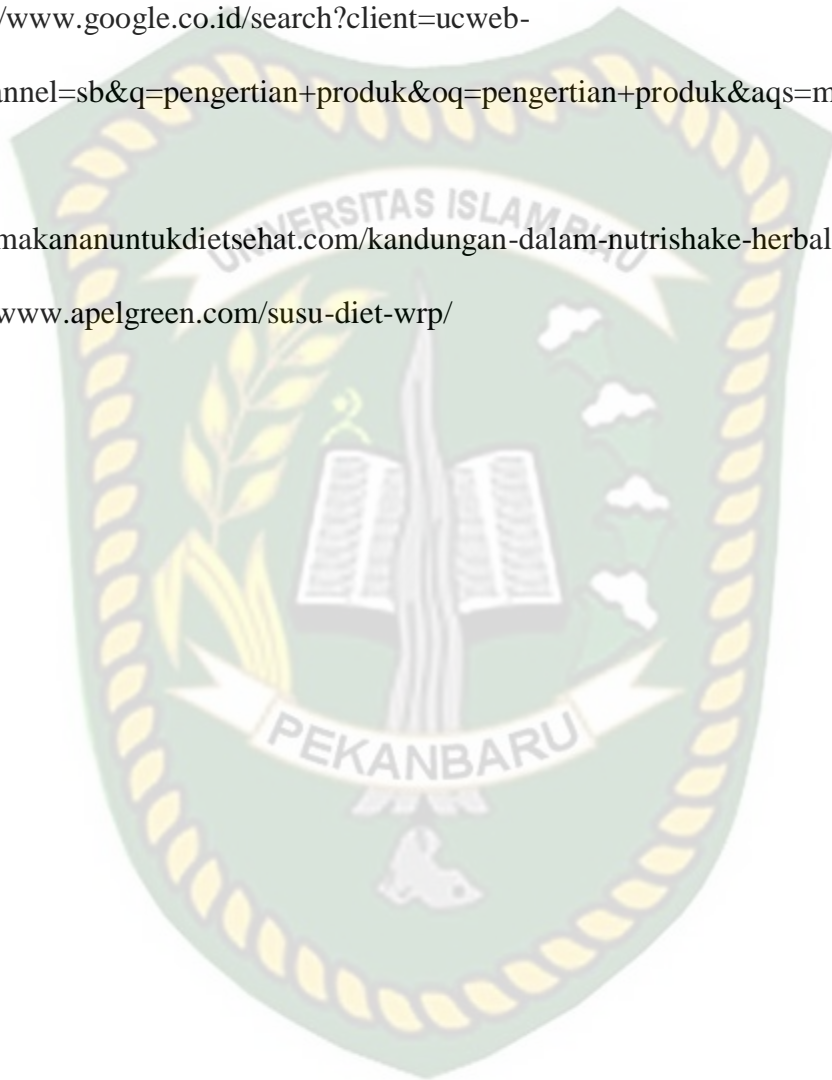 /www.google.co.id/search?client=ucweb-
annel=sb&q=pengertian+produk&oq=pengertian+produk&aqs=m
UNIVERSITAS ISLAM RIAU
makananuntukdietsehat.com/kandungan-dalam-nutrishake-herbal
www.apelgreen.com/susu-diet-wrp/
PEKANBARU